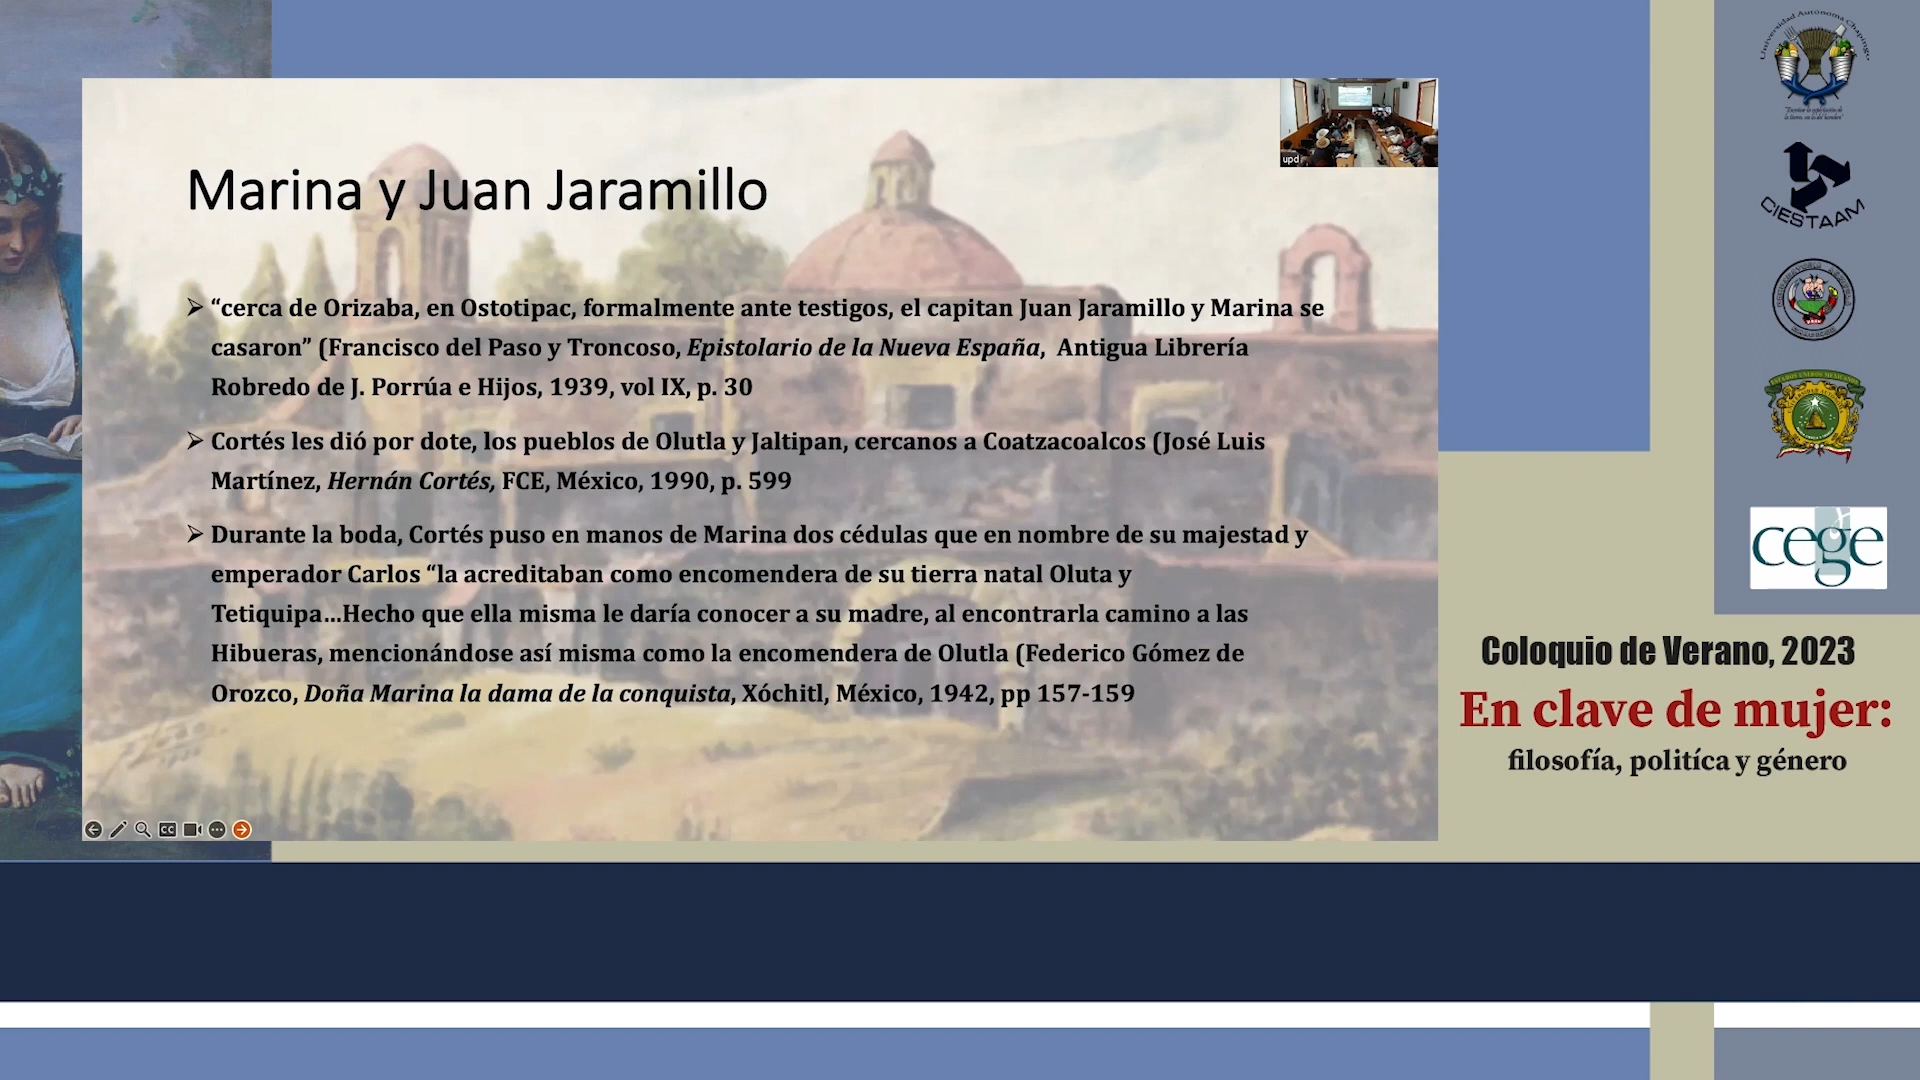 Marina y Juan Jaramillo
➢ “cerca de Orizaba, en Ostotipac, formalmente ante testigos, el capitan Juan Jaramillo y Marina se
casaron” (Francisco del Paso y Troncoso, Epistolario de la Nueva España, Antigua Librería
Robredo de J. Porrúa e Hijos, 1939, vol IX, p. 30
➢ Cortés les dió por dote, los pueblos de Olutla y Jaltipan, cercanos a Coatzacoalcos (José Luis
Martínez, Hernán Cortés, FCE, México, 1990, p. 599
➢ Durante la boda, Cortés puso en manos de Marina dos cédulas que en nombre de su majestad y
emperador Carlos “la acreditaban como encomendera de su tierra natal Oluta y
Tetiquipa...Hecho que ella misma le daría conocer a su madre, al encontrarla camino a las
Hibueras, mencionándose así misma como la encomendera de Olutla (Federico Gómez de
Orozco, Doña Marina la dama de la conquista, Xóchitl, México, 1942, pp 157-159
upd
CC
Universidad Autónoma Chapingo
CIESTAAM
ESTADOS UNIDOS MEXICANOS
cege
Coloquio de Verano, 2023
En clave de mujer:
filosofía, politíca y género